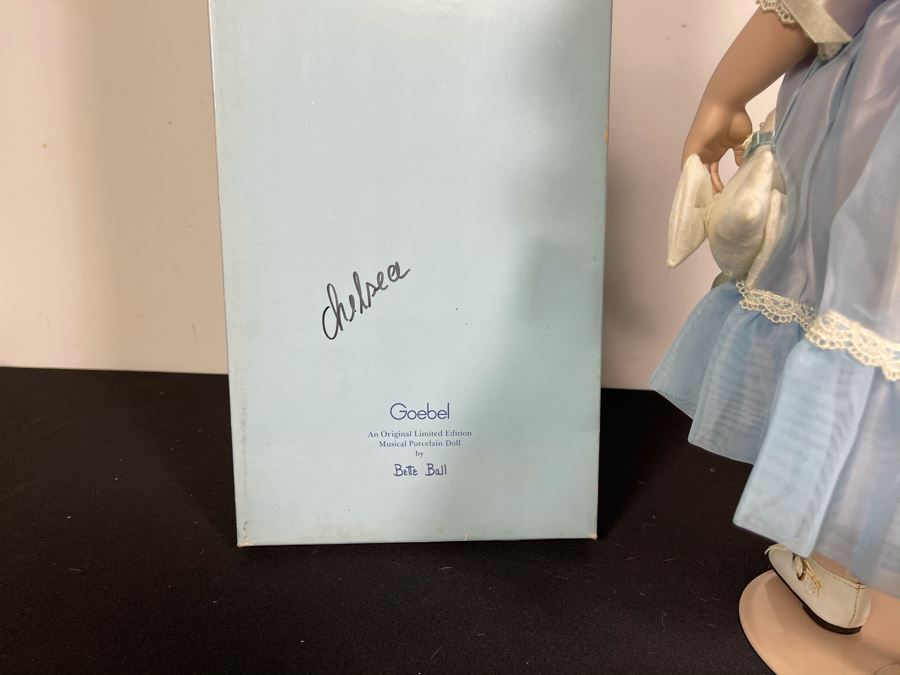 Chelsea
Goebel
An Original Limited Edition
Musical Porcelain Doll
by
Bette Ball